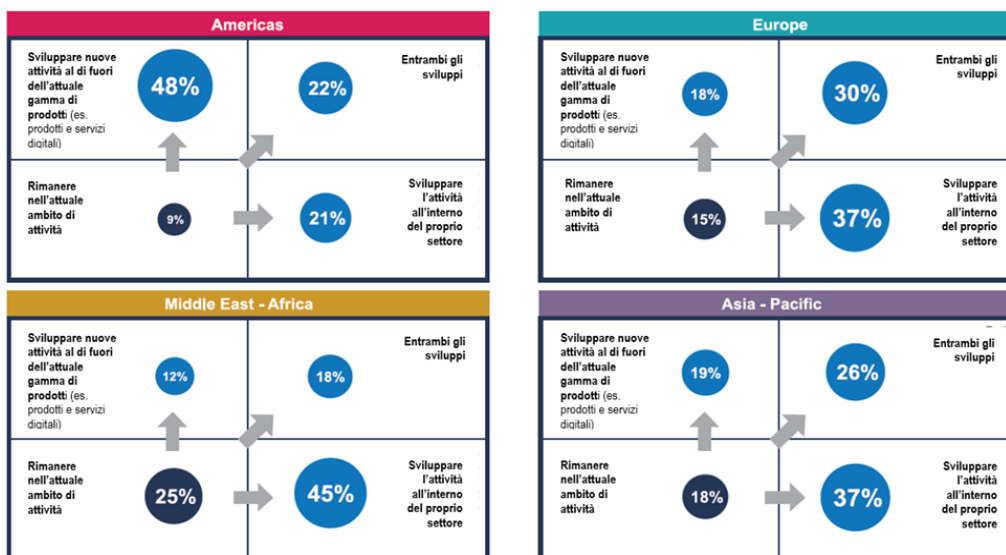 Americas
Sviluppare nuove
attività al di fuori
dell'attuale
gamma di
prodotti (es.
prodotti e servizi
digitali)
48%
22%
Entrambi gli
sviluppi
Rimanere
nell'attuale
ambito di
attività
9%
21%
Sviluppare
l'attività
all'interno
del proprio
settore
Europe
Sviluppare nuove
attività al di fuori
dell'attuale
gamma di
prodotti (es.
prodotti e servizi
digitali)
18%
30%
Entrambi gli
sviluppi
Rimanere
nell'attuale
ambito di
attività
15%
37%
Sviluppare
l'attività
all'interno
del proprio
settore
Middle East - Africa
Sviluppare nuove
attività al di fuori
dell'attuale
gamma di
prodotti (es.
prodotti e servizi
digitali)
12%
18%
Entrambi gli
sviluppi
Rimanere
nell'attuale
ambito di
attività
25%
45%
Sviluppare
l'attività
all'interno
del proprio
settore
Asia - Pacific
Sviluppare nuove
attività al di fuori
dell'attuale
gamma di
prodotti (es.
prodotti e servizi
digitali)
19%
26%
Entrambi gli
sviluppi
Rimanere
nell'attuale
ambito di
attività
18%
37%
Sviluppare
l'attività
all'interno
del proprio
settore